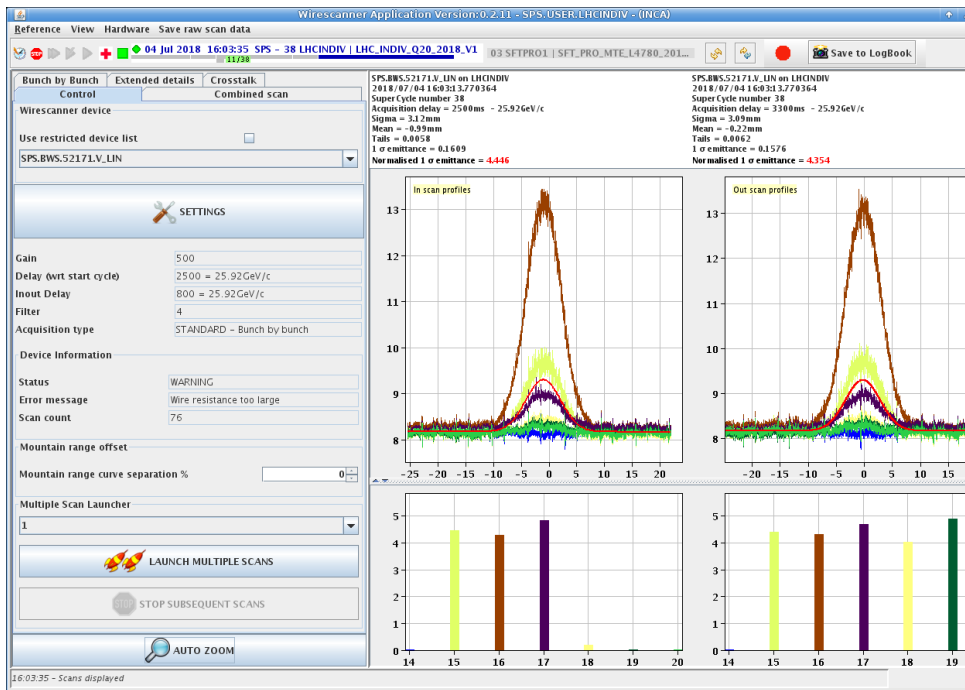 Wirescanner Application Version:0.2.11 - SPS.USER.LHCINDIV - (INCA)
Reference View Hardware Save raw scan data
04 Jul 2018 16:03:35 SPS - 38 LHCINDIV | LHC_INDIV_Q20_2018_V1
11/38
03 SFTPRO1 | SFT_PRO_MTE_L4780_201...
Save to LogBook
Bunch by Bunch Extended details Crosstalk
Control Combined scan
Wirescanner device
Use restricted device list
SPS.BWS.52171.V_LIN
SETTINGS
Gain 500
Delay (wrt start cycle) 2500 = 25.92GeV/c
Inout Delay 800 = 25.92GeV/c
Filter 4
Acquisition type STANDARD - Bunch by bunch
Device Information
Status WARNING
Error message Wire resistance too large
Scan count 76
Mountain range offset
Mountain range curve separation % 0
Multiple Scan Launcher
1
LAUNCH MULTIPLE SCANS
STOP STOP SUBSEQUENT SCANS
AUTO ZOOM
16:03:35 - Scans displayed
SPS.BWS.52171.V_LIN on LHCINDIV
2018/07/04 16:03:13.770364
Super Cycle number 38
Acquisition delay = 2500ms - 25.92GEV/c
Sigma = 3.12mm
Mean = -0.99mm
Tails = 0.0058
1 σ emittance = 0.1609
Normalised 1 σ emittance = 4.446
SPS.BWS.52171.V_LIN on LHCINDIV
2018/07/04 16:03:13.770364
Super Cycle number 38
Acquisition delay = 3300ms - 25.92GEV/c
Sigma = 3.09mm
Mean = -0.22mm
Tails = 0.0062
1 σ emittance = 0.1576
Normalised 1 σ emittance = 4.354
In scan profiles
13
12
11
10
9
8
-25 -20 -15 -10 -5 0 5 10 15 20
Out scan profiles
13
12
11
10
9
8
-20 -15 -10 -5 0 5 10 15
5
4
3
2
1
0
14 15 16 17 18 19 20
5
4
3
2
1
0
14 15 16 17 18 19